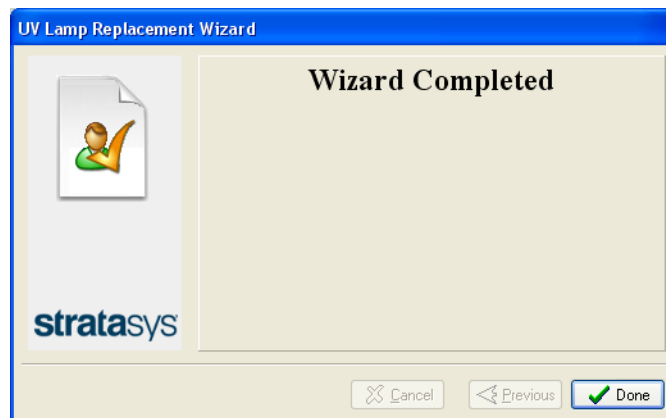 UV Lamp Replacement Wizard
Wizard Completed
stratasys
Cancel
Previous
Done